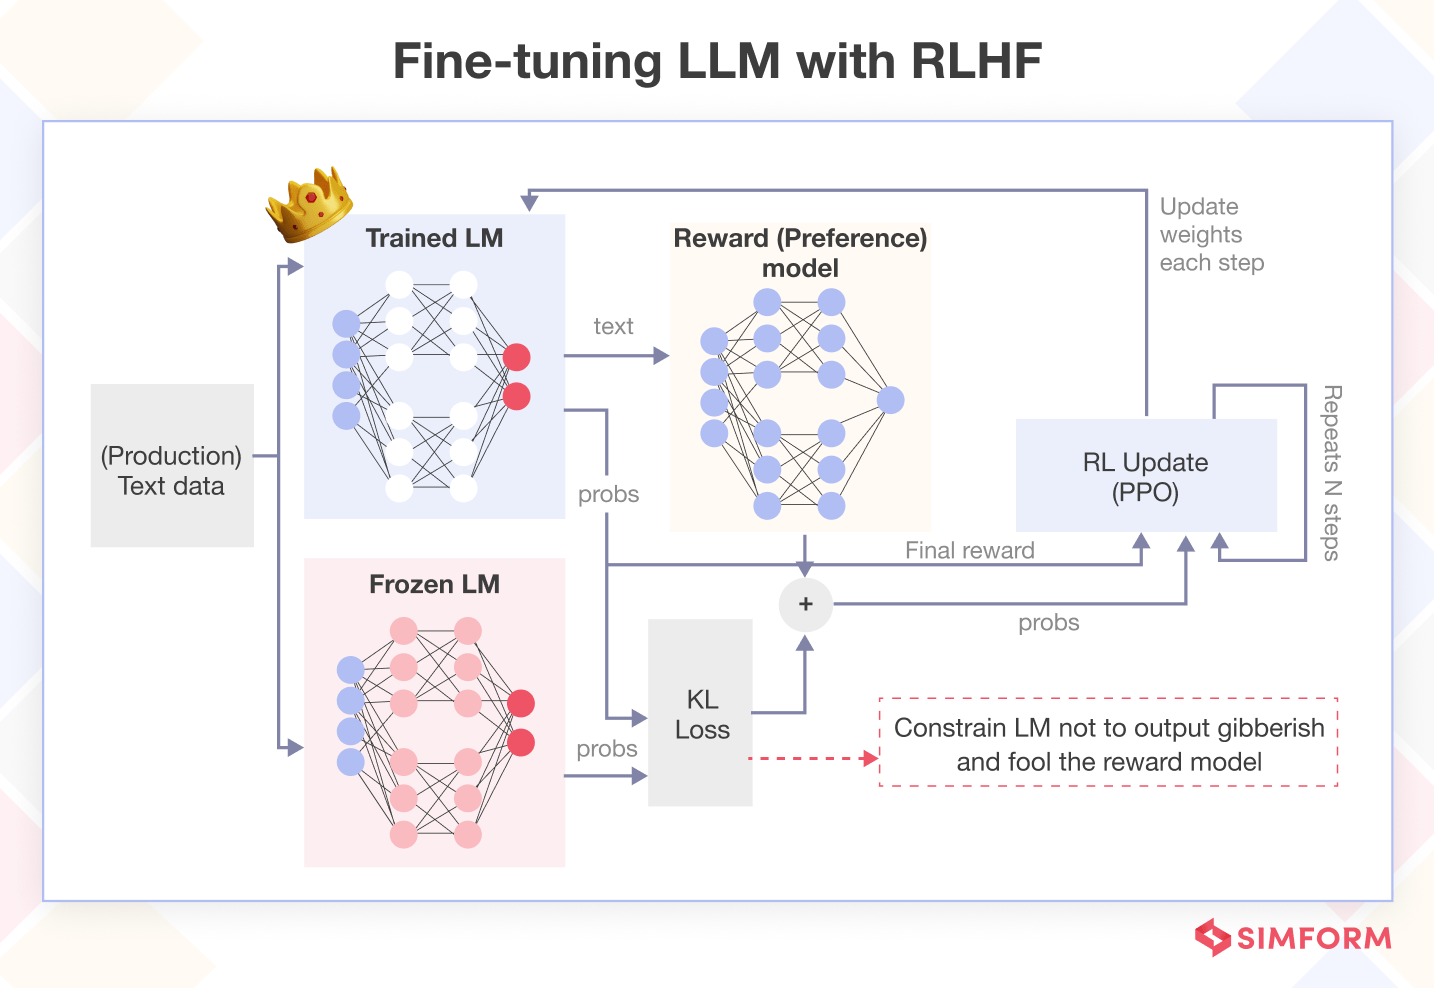 Fine-tuning LLM with RLHF
Trained LM
Reward (Preference)
model
Update
weights
each step
text
(Production)
Text data
probs
RL Update
(PPO)
Repeats N steps
Final reward
Frozen LM
+
probs
KL
Loss
probs
Constrain LM not to output gibberish
and fool the reward model
SIMFORM